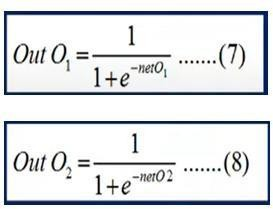 Out O₁ = 1 / (1+e^(-netO₁)) .......(7)
Out O₂ = 1 / (1+e^(-netO2)) ......(8)